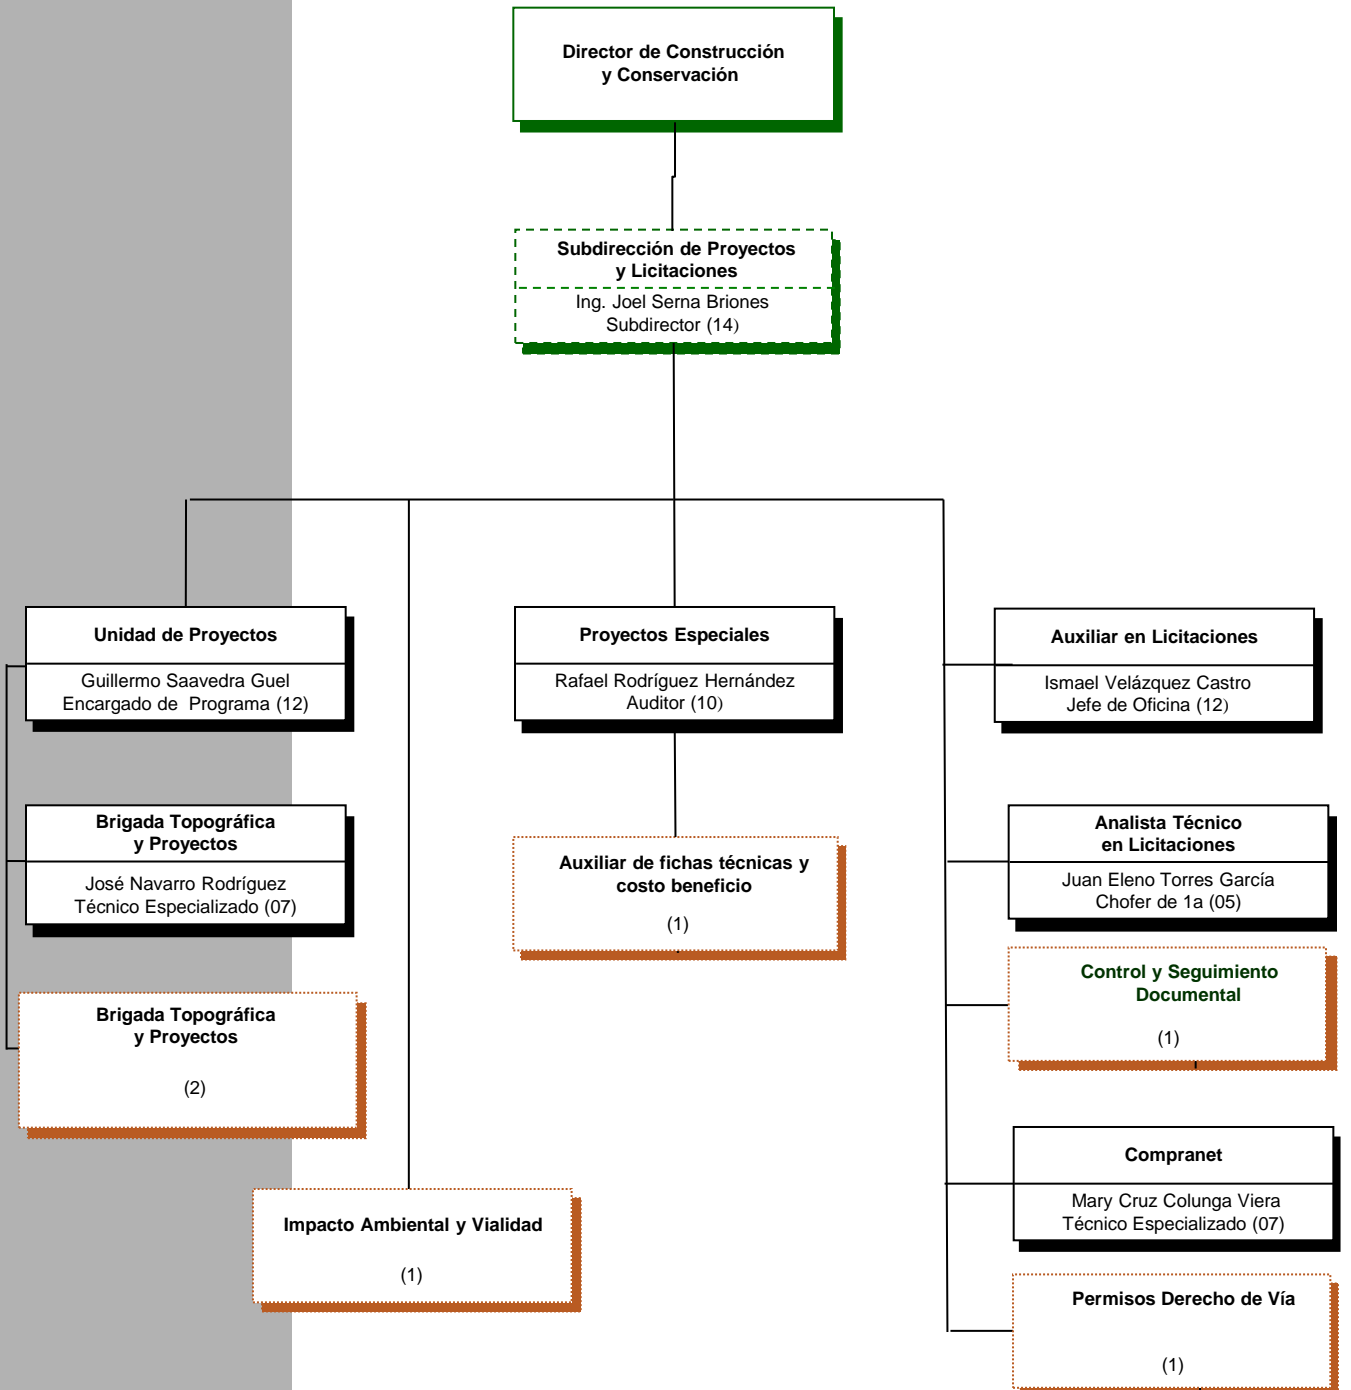 Director de Construcción
y Conservación
Subdirección de Proyectos
y Licitaciones
Ing. Joel Serna Briones
Subdirector (14)
Unidad de Proyectos
Guillermo Saavedra Guel
Encargado de Programa (12)
Proyectos Especiales
Rafael Rodríguez Hernández
Auditor (10)
Auxiliar en Licitaciones
Ismael Velázquez Castro
Jefe de Oficina (12)
Brigada Topográfica
y Proyectos
José Navarro Rodríguez
Técnico Especializado (07)
Auxiliar de fichas técnicas y
costo beneficio
(1)
Analista Técnico
en Licitaciones
Juan Eleno Torres García
Chofer de 1a (05)
Control y Seguimiento
Documental
(1)
Brigada Topográfica
y Proyectos
(2)
Compranet
Mary Cruz Colunga Viera
Técnico Especializado (07)
Impacto Ambiental y Vialidad
(1)
Permisos Derecho de Vía
(1)